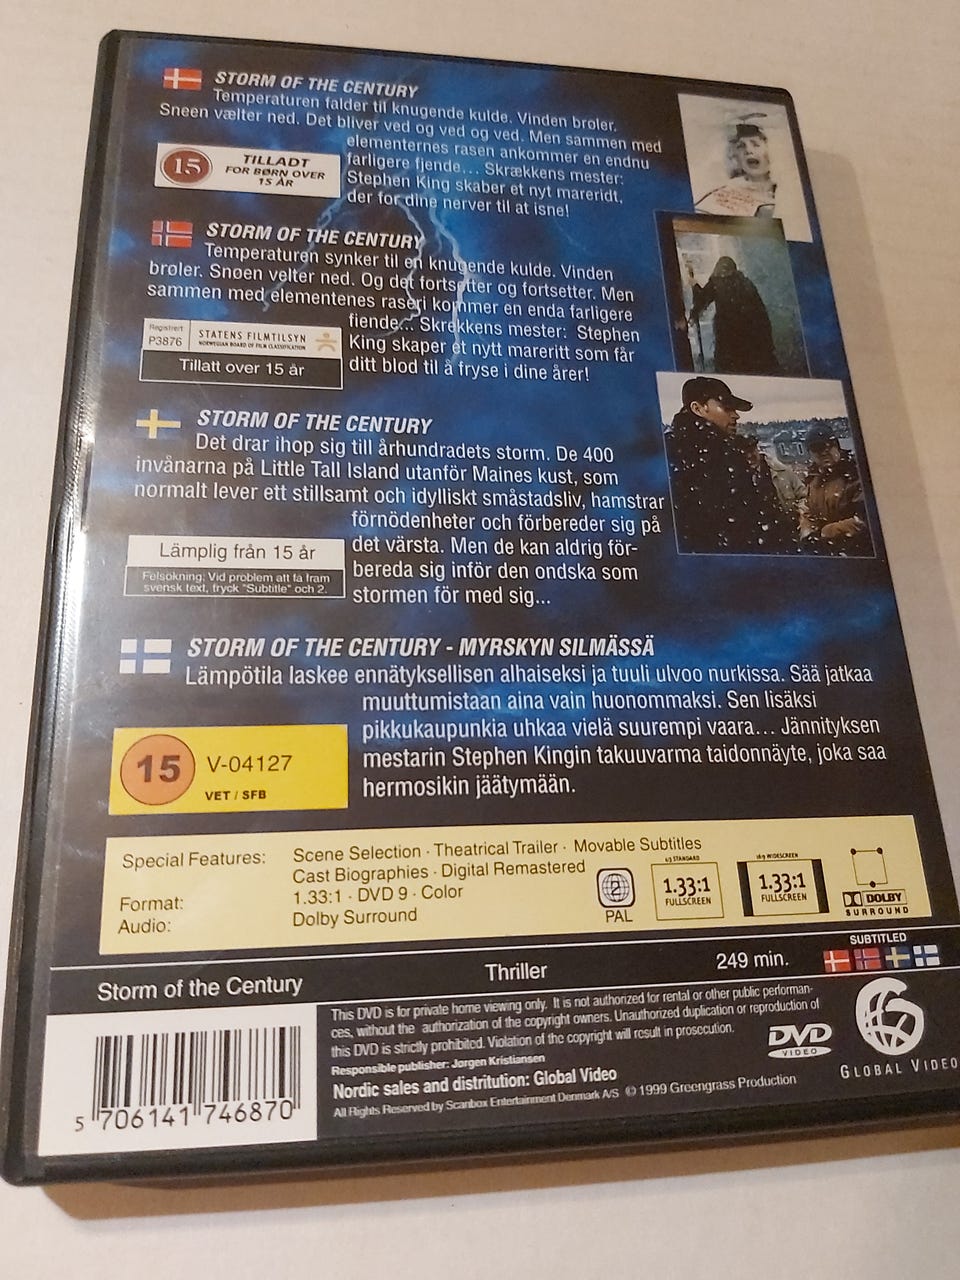 STORM OF THE CENTURY
Temperaturen falder til knugende kulde. Vinden brøler.
Sneen vælter ned. Det bliver ved og ved og ved. Men sammen med
elementernes rasen ankommer en endnu
farligere fjende... Skrækkens mester:
Stephen King skaber et nyt mareridt,
der for dine nerver til at isne!
15
TILLADT
FOR BØRN OVER
15 ÅR
STORM OF THE CENTURY
Temperaturen synker til en knugende kulde. Vinden
brøler. Snøen velter ned. Og det fortsetter og fortsetter. Men
sammen med elementenes raseri kommer en enda farligere
fiende... Skrekkens mester: Stephen
King skaper et nytt mareritt som får
ditt blod til å fryse i dine årer!
Registrert
P3876
STATENS FILMTILSYN
NORWEGIAN BOARD OF FILM CLASSIFICATION
Tillatt over 15 år
STORM OF THE CENTURY
Det drar ihop sig till århundradets storm. De 400
invånarna på Little Tall Island utanför Maines kust, som
normalt lever ett stillsamt och idylliskt småstadsliv, hamstrar
förnödenheter och förbereder sig på
det värsta. Men de kan aldrig för-
bereda sig inför den ondska som
stormen för med sig...
Lämplig från 15 år
Felsökning: Vid problem att få fram
svensk text, tryck "Subtitle" och 2.
STORM OF THE CENTURY - MYRSKYN SILMÄSSÄ
Lämpötila laskee ennätyksellisen alhaiseksi ja tuuli ulvoo nurkissa. Sää jatkaa
muuttumistaan aina vain huonommaksi. Sen lisäksi
pikkukaupunkia uhkaa vielä suurempi vaara... Jännityksen
mestarin Stephen Kingin takuuvarma taidonnäyte, joka saa
hermosikin jäätymään.
15
V-04127
VET / SFB
Special Features: Scene Selection · Theatrical Trailer · Movable Subtitles
Cast Biographies · Digital Remastered
Format: 1.33:1 · DVD 9 · Color
Audio: Dolby Surround
2
PAL
4:3 STANDARD
1.33:1
FULLSCREEN
16:9 WIDESCREEN
1.33:1
FULLSCREEN
DOLBY
SURROUND
Storm of the Century
Thriller
249 min.
SUBTITLED
This DVD is for private home viewing only. It is not authorized for rental or other public performan-
ces, without the authorization of the copyright owners. Unauthorized duplication or reproduction of
this DVD is strictly prohibited. Violation of the copyright will result in prosecution.
Responsible publisher: Jørgen Kristiansen
Nordic sales and distritution: Global Video
All Rights Reserved by Scanbox Entertainment Denmark A/S © 1999 Greengrass Production
DVD
VIDEO
GLOBAL VIDEO
5 706141 746870